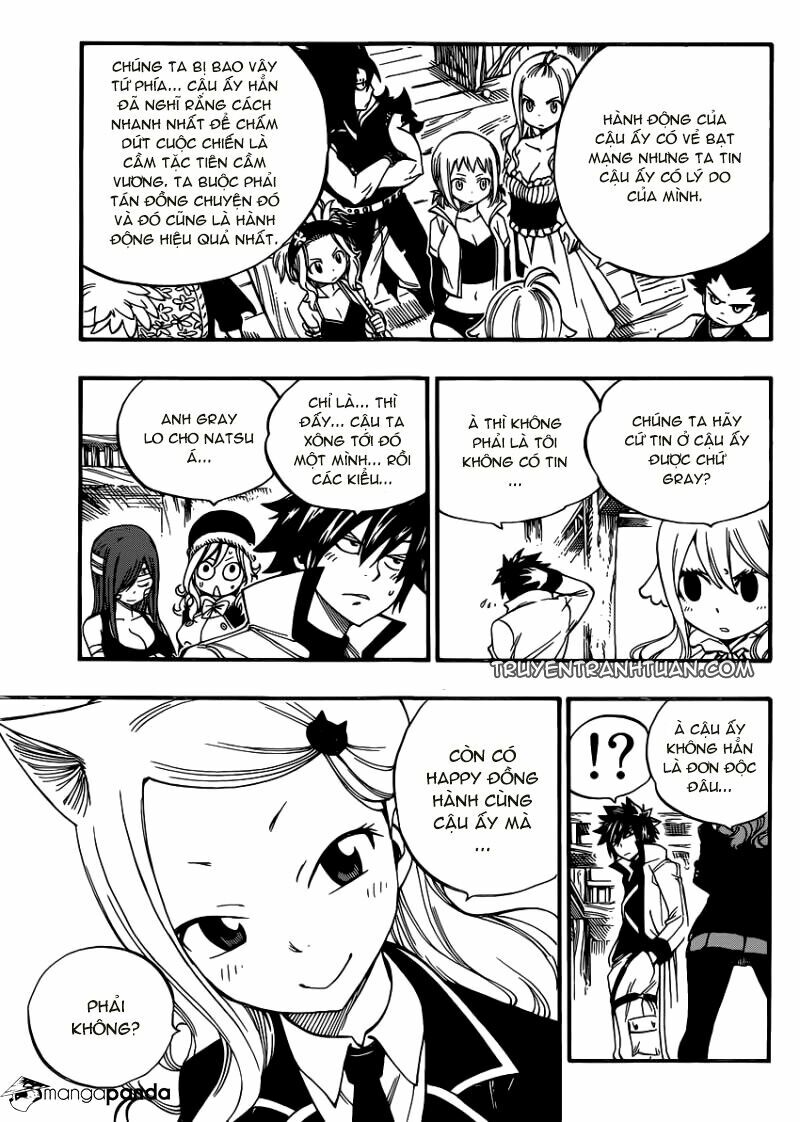 HÀNH ĐỘNG CỦA
CẬU ẤY CÓ VẺ BẠT
MẠNG NHƯNG TA TIN
CẬU ẤY CÓ LÝ DO
CỦA MÌNH.
CHÚNG TA BỊ BAO VÂY
TỨ PHÍA... CẬU ẤY HẲN
ĐÃ NGHĨ RẰNG CÁCH
NHANH NHẤT ĐỂ CHẤM
DỨT CUỘC CHIẾN LÀ
CẦM TẶC TIÊN CẦM
VƯƠNG. TA BUỘC PHẢI
TÁN ĐỒNG CHUYỆN ĐÓ
VÀ ĐÓ CŨNG LÀ HÀNH
ĐỘNG HIỆU QUẢ NHẤT.
CHÚNG TA HÃY
CỨ TIN Ở CẬU ẤY
ĐƯỢC CHỨ
GRAY?
À THÌ KHÔNG
PHẢI LÀ TÔI
KHÔNG CÓ TIN
...
CHỈ LÀ... THÌ
ĐẤY... CẬU TA
XÔNG TỚI ĐÓ
MỘT MÌNH... RỒI
CÁC KIỂU...
ANH GRAY
LO CHO NATSU
Á...
TRUYENTRANHTUAN.COM
À CẬU ẤY
KHÔNG HẲN
LÀ ĐƠN ĐỘC
ĐÂU...
!?
CÒN CÓ
HAPPY ĐỒNG
HÀNH CÙNG
CẬU ẤY MÀ
...
PHẢI
KHÔNG?
mangapanda